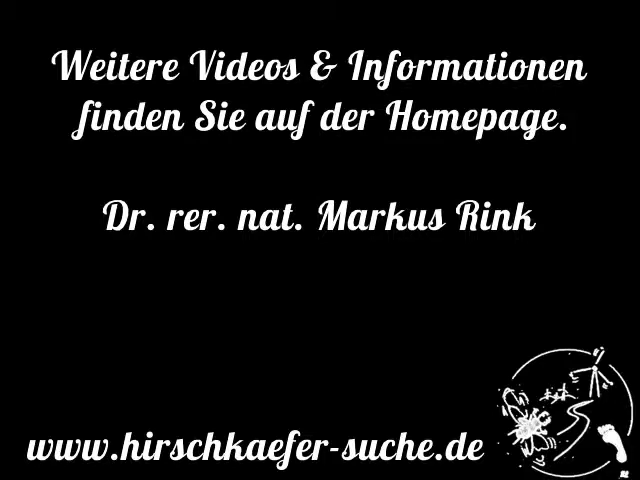 Weitere Videos & Informationen
finden Sie auf der Homepage.
Dr. rer. nat. Markus Rink
www.hirschkaefer-suche.de